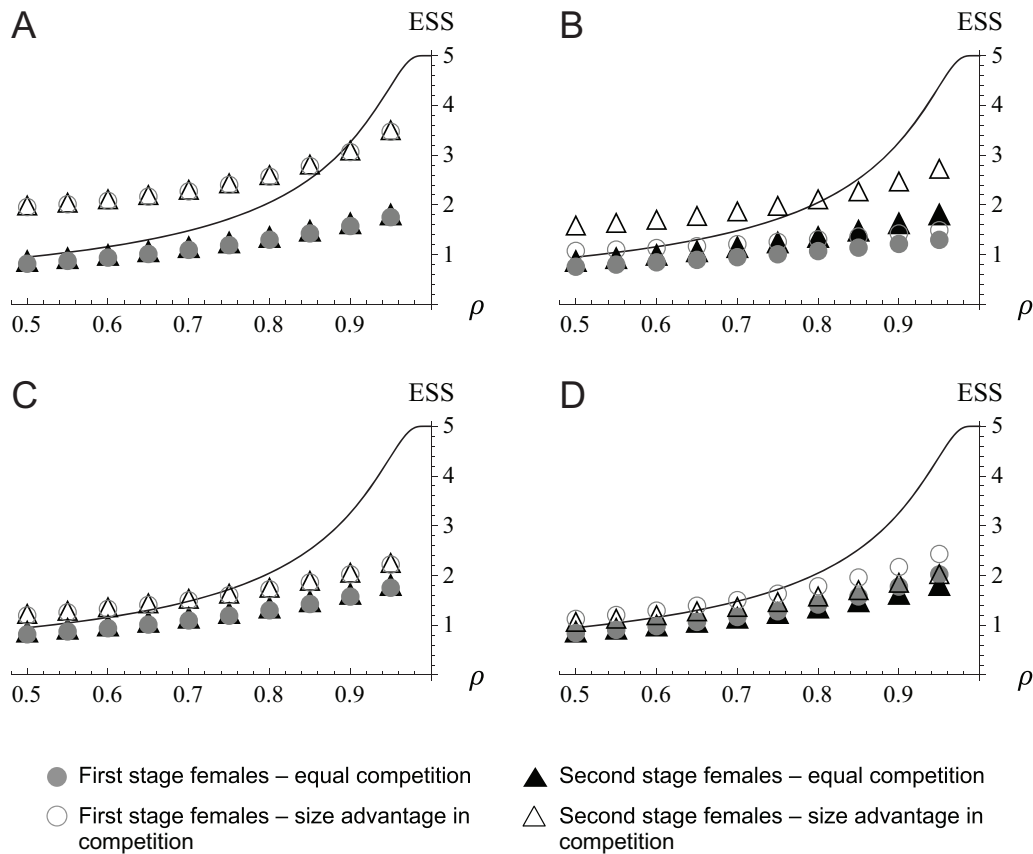 A
ESS
5
4
3
2
1
0.5 0.6 0.7 0.8 0.9
ρ
B
ESS
5
4
3
2
1
0.5 0.6 0.7 0.8 0.9
ρ
C
ESS
5
4
3
2
1
0.5 0.6 0.7 0.8 0.9
ρ
D
ESS
5
4
3
2
1
0.5 0.6 0.7 0.8 0.9
ρ
First stage females – equal competition
First stage females – size advantage in
competition
Second stage females – equal competition
Second stage females – size advantage in
competition